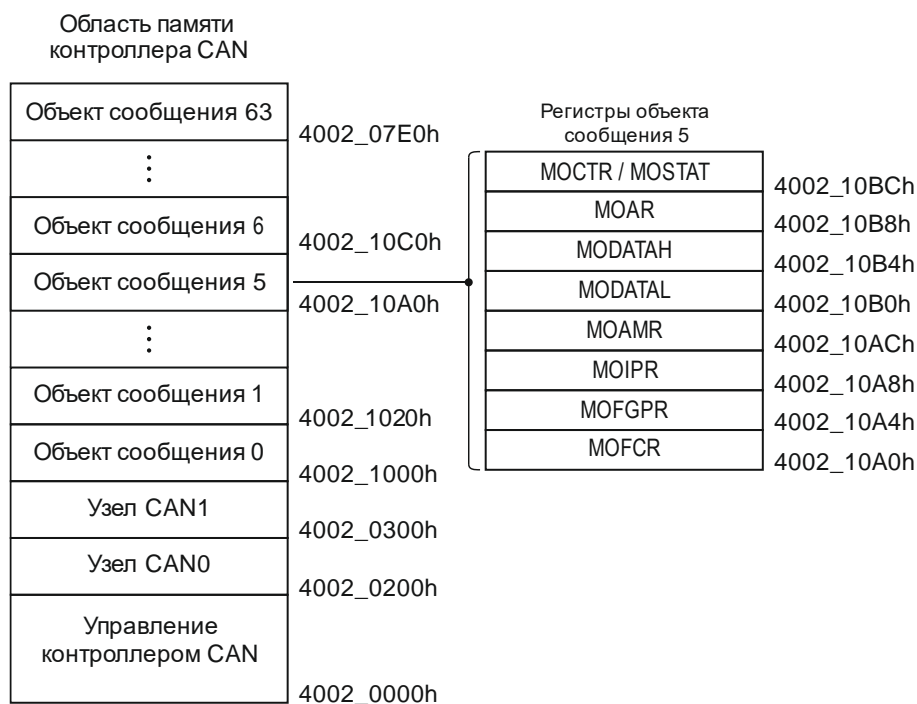 Область памяти
контроллера CAN
Объект сообщения 63
4002_07E0h
Объект сообщения 6
4002_10C0h
Объект сообщения 5
4002_10A0h
Объект сообщения 1
4002_1020h
Объект сообщения 0
4002_1000h
Узел CAN1
4002_0300h
Узел CAN0
4002_0200h
Управление
контроллером CAN
4002_0000h
Регистры объекта
сообщения 5
MOCTR / MOSTAT
4002_10BCh
MOAR
4002_10B8h
MODATAH
4002_10B4h
MODATAL
4002_10B0h
MOAMR
4002_10ACh
MOIPR
4002_10A8h
MOFGPR
4002_10A4h
MOFCR
4002_10A0h